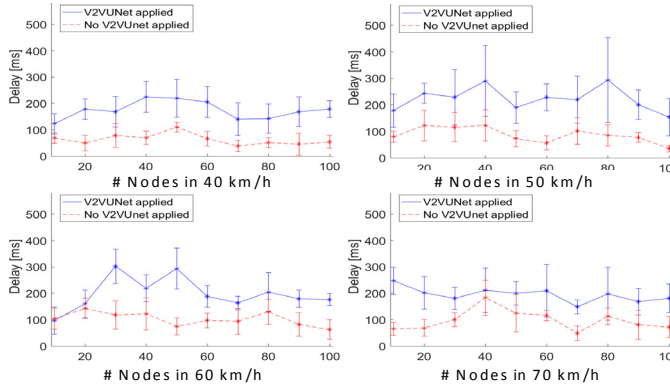 V2VUNet applied
No V2VUnet applied
Delay [ms]
500
400
300
200
100
0
20
40
60
80
100
# Nodes in 40 km/h
V2VUNet applied
No V2VUnet applied
Delay [ms]
500
400
300
200
100
0
20
40
60
80
100
# Nodes in 50 km/h
V2VUNet applied
No V2VUnet applied
Delay [ms]
500
400
300
200
100
0
20
40
60
80
100
# Nodes in 60 km/h
V2VUNet applied
No V2VUnet applied
Delay [ms]
500
400
300
200
100
0
20
40
60
80
100
# Nodes in 70 km/h